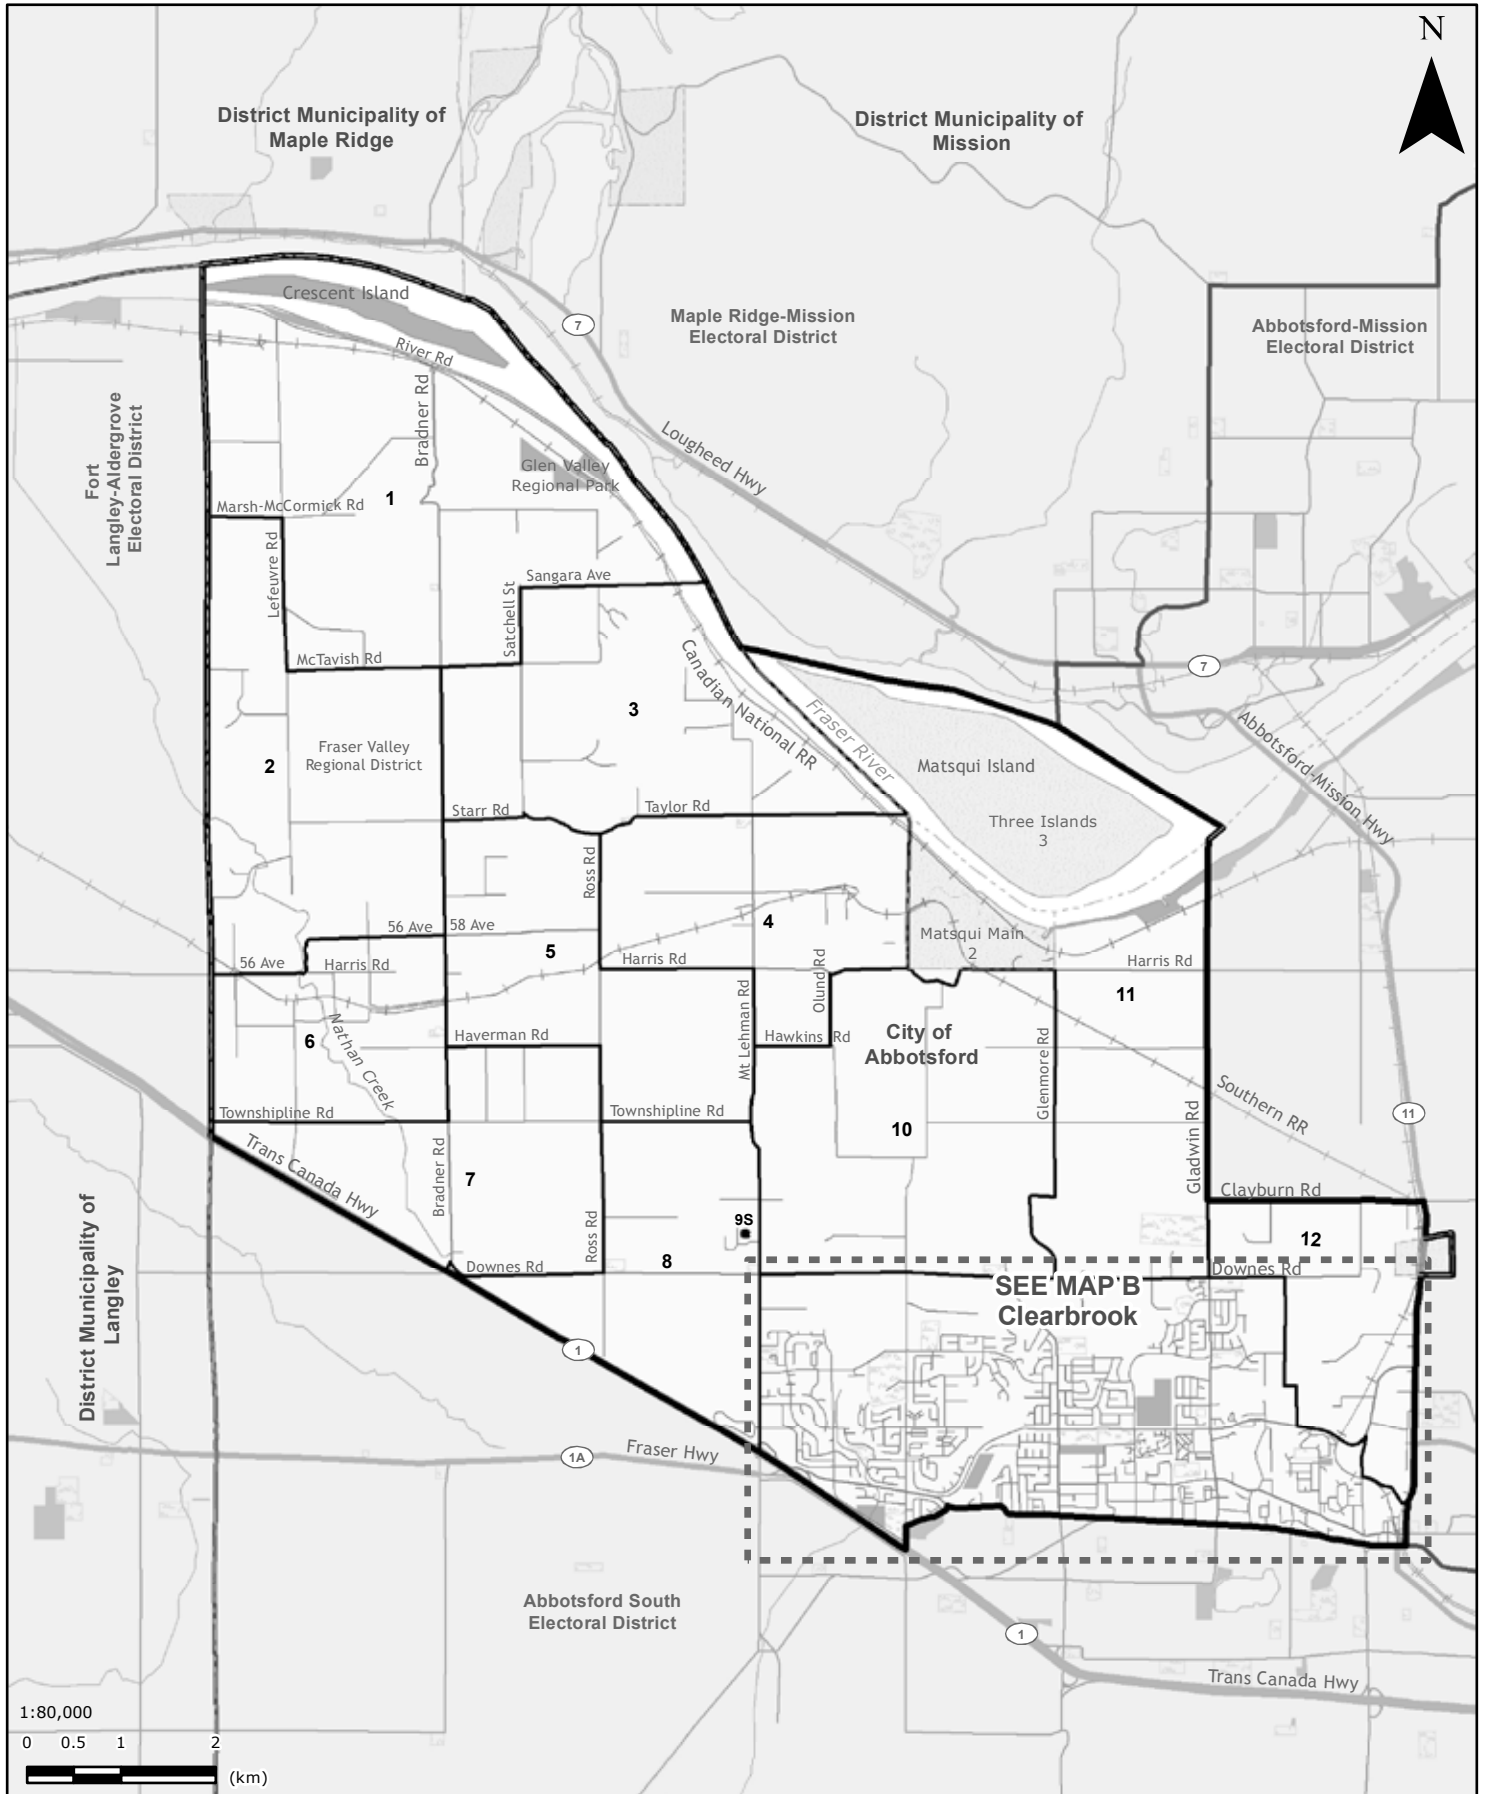 N
District Municipality of
Maple Ridge
District Municipality of
Mission
Crescent Island
River Rd
7
Maple Ridge-Mission
Electoral District
Abbotsford-Mission
Electoral District
Fort
Langley-Aldergrove
Electoral District
Bradner Rd
Lougheed Hwy
Glen Valley
Regional Park
1
Marsh-McCormick Rd
Lefeuvre Rd
Sangara Ave
Satchell St
McTavish Rd
Canadian National RR
7
3
Fraser River
Abbotsford-Mission Hwy
Fraser Valley
Regional District
2
Matsqui Island
Three Islands
3
Starr Rd
Taylor Rd
Ross Rd
56 Ave
58 Ave
4
Matsqui Main
2
5
56 Ave
Harris Rd
Harris Rd
Harris Rd
Olund Rd
11
Mt Lehman Rd
Nathan Creek
6
Haverman Rd
Hawkins Rd
City of
Abbotsford
Glenmore Rd
Southern RR
11
Townshipline Rd
Townshipline Rd
10
Gladwin Rd
Trans Canada Hwy
Bradner Rd
7
Clayburn Rd
District Municipality of
Langley
Ross Rd
9S
8
12
Downes Rd
Downes Rd
SEE MAP B
Clearbrook
1
Fraser Hwy
1A
Abbotsford South
Electoral District
1
Trans Canada Hwy
1:80,000
0 0.5 1 2
(km)